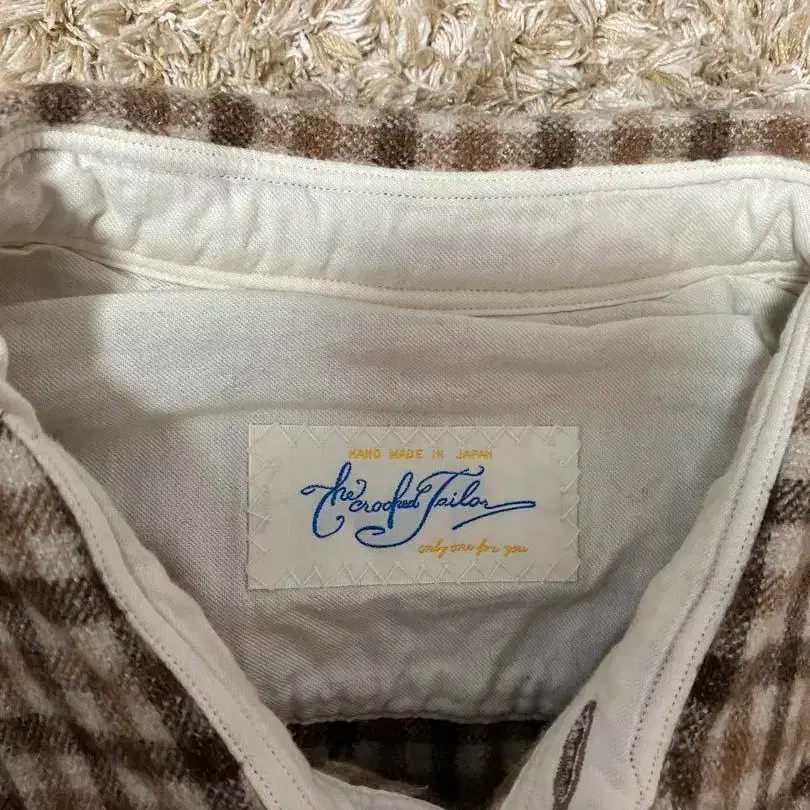 HAND MADE IN JAPAN
the crooked Tailor
only one for you